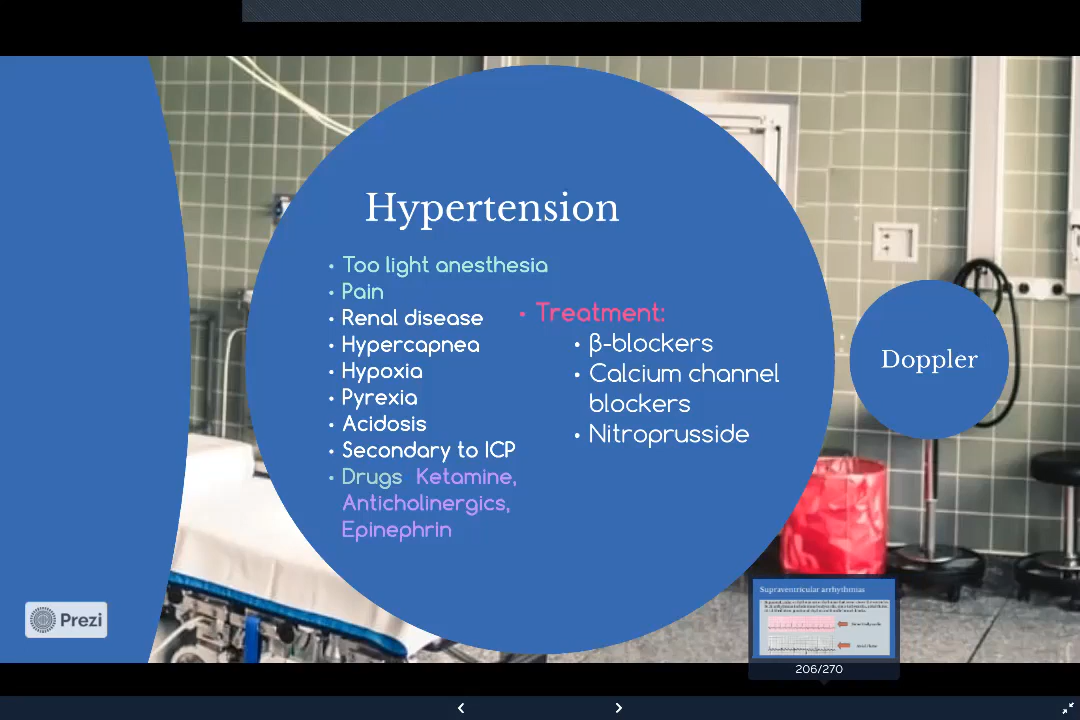 Hypertension
• Too light anesthesia
• Pain
• Renal disease
• Hypercapnea
• Hypoxia
• Pyrexia
• Acidosis
• Secondary to ICP
• Drugs Ketamine,
Anticholinergics,
Epinephrin
• Treatment:
• β-blockers
• Calcium channel
blockers
• Nitroprusside
Doppler
Prezi
Supraventricular arrhythmias
206/270